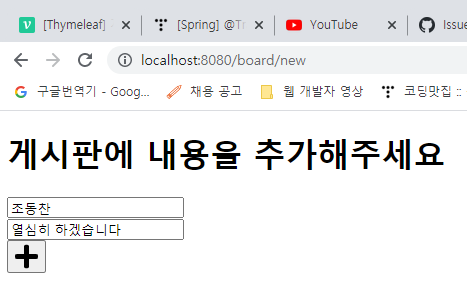 [Thymeleaf]
[Spring] @Tr
YouTube
Issue
localhost:8080/board/new
구글번역기 - Goog...
채용 공고
웹 개발자 영상
코딩맛집 ::
게시판에 내용을 추가해주세요
조동찬
열심히 하겠습니다